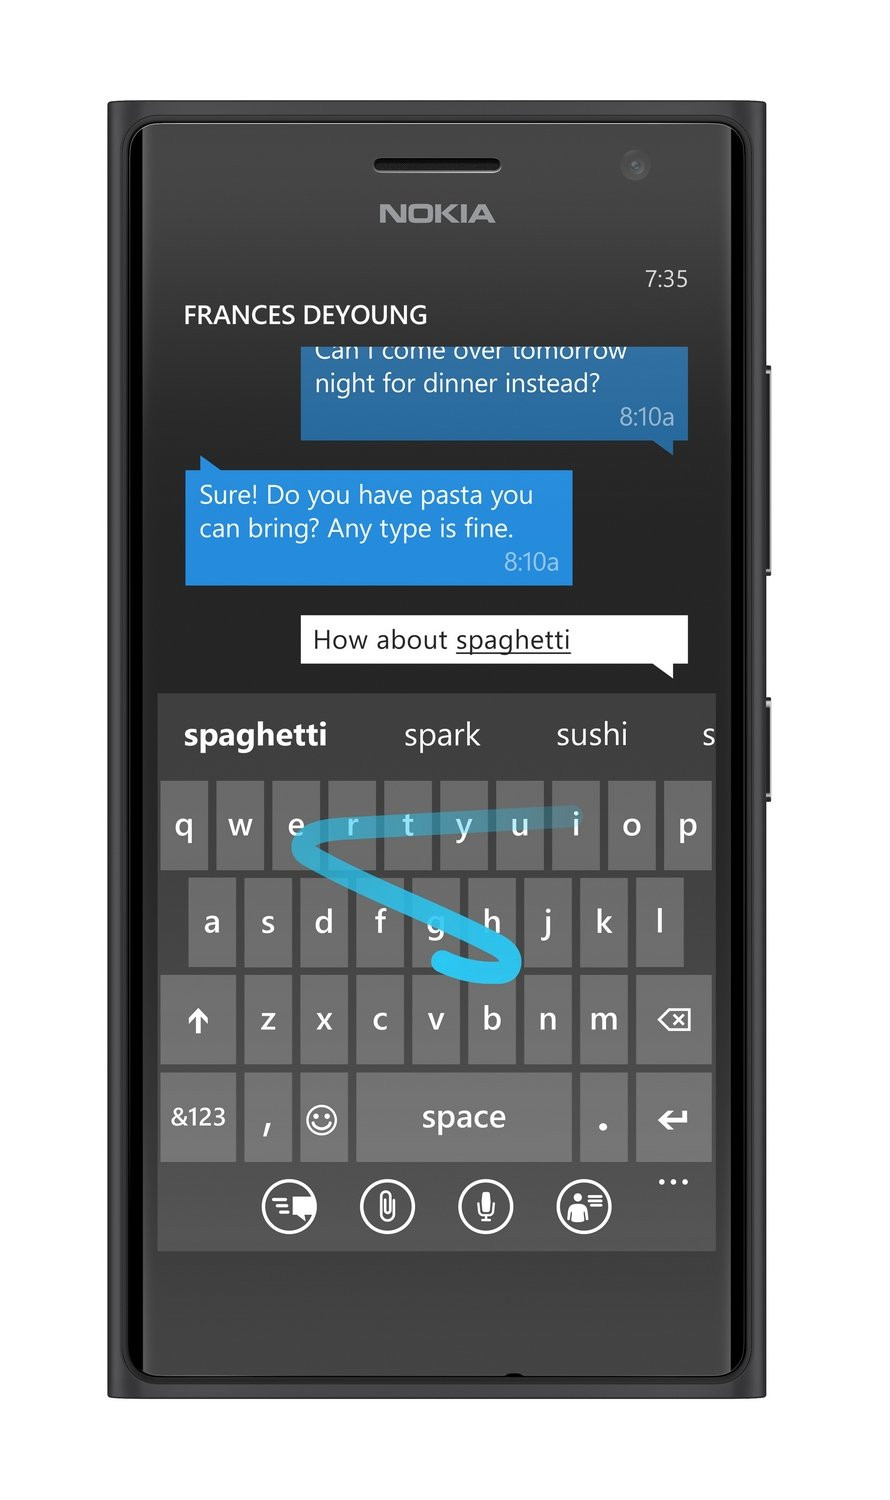 NOKIA
7:35
FRANCES DEYOUNG
Can I come over tomorrow
night for dinner instead?
8:10a
Sure! Do you have pasta you
can bring? Any type is fine.
8:10a
How about spaghetti
spaghetti spark sushi s
q w e r t y u i o p
a s d f g h j k l
z x c v b n m
&123 , space .